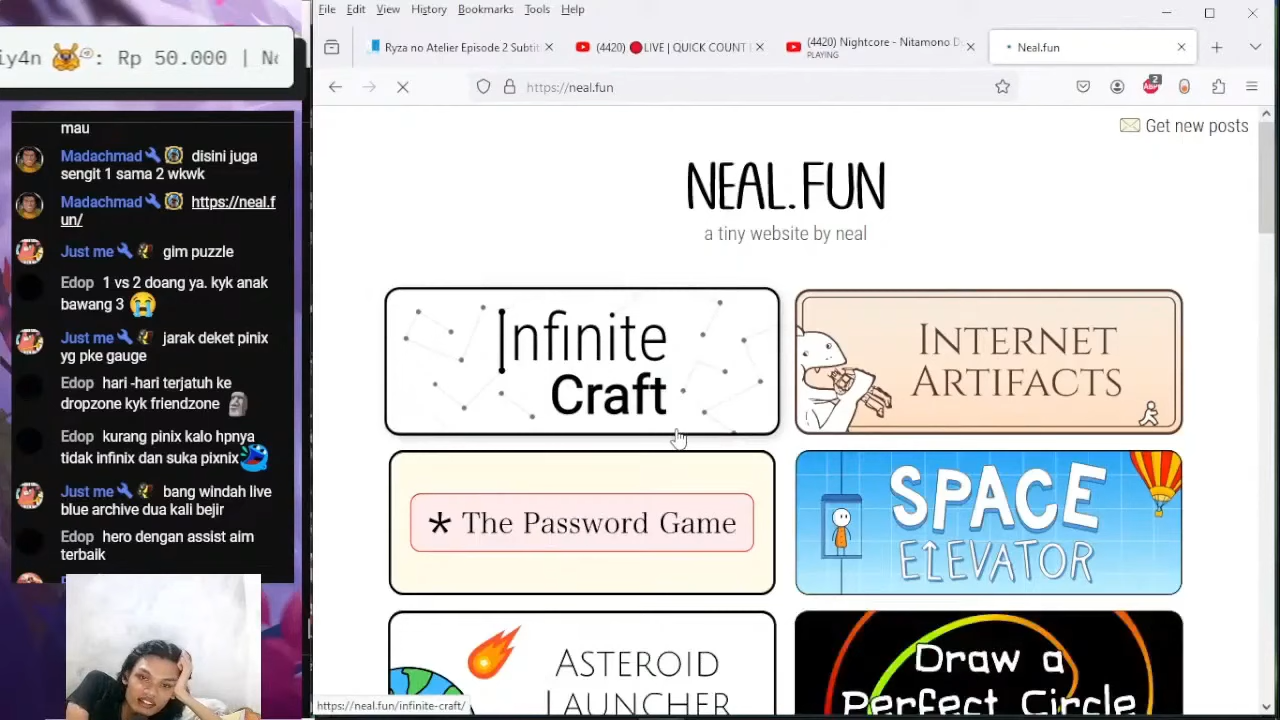 File Edit View History Bookmarks Tools Help
iy4n : Rp 50.000 |
Ryza no Atelier Episode 2 Subtit
(4420) LIVE | QUICK COUNT
(4420) Nightcore - Nitamono D
PLAYING
Neal.fun
https://neal.fun
2
mau
Madachmad disini juga
sengit 1 sama 2 wkwk
Madachmad https://neal.f
un/
Just me gim puzzle
Edop 1 vs 2 doang ya. kyk anak
bawang 3
Just me jarak deket pinix
yg pke gauge
Edop hari -hari terjatuh ke
dropzone kyk friendzone
Edop kurang pinix kalo hpnya
tidak infinix dan suka pixnix
Just me bang windah live
blue archive dua kali bejir
Edop hero dengan assist aim
terbaik
Get new posts
NEAL.FUN
a tiny website by neal
Infinite
Craft
INTERNET
ARTIFACTS
* The Password Game
SPACE
ELEVATOR
ASTEROID
LAUNCHER
Draw a
Perfect Circle
https://neal.fun/infinite-craft/